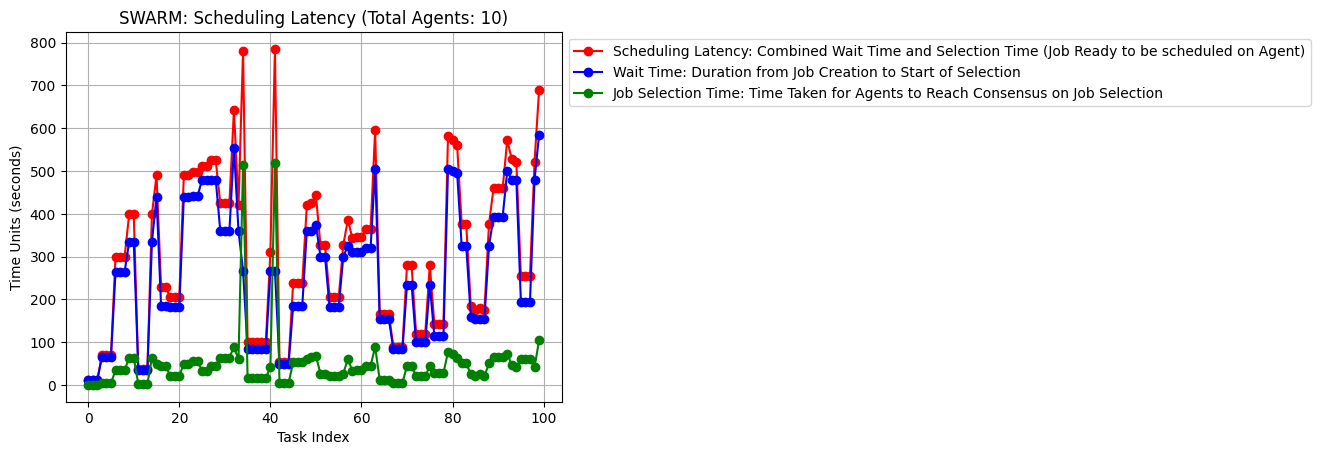 SWARM: Scheduling Latency (Total Agents: 10)
Scheduling Latency: Combined Wait Time and Selection Time (Job Ready to be scheduled on Agent)
Wait Time: Duration from Job Creation to Start of Selection
Job Selection Time: Time Taken for Agents to Reach Consensus on Job Selection
Time Units (seconds)
800
700
600
500
400
300
200
100
0
0 20 40 60 80 100
Task Index